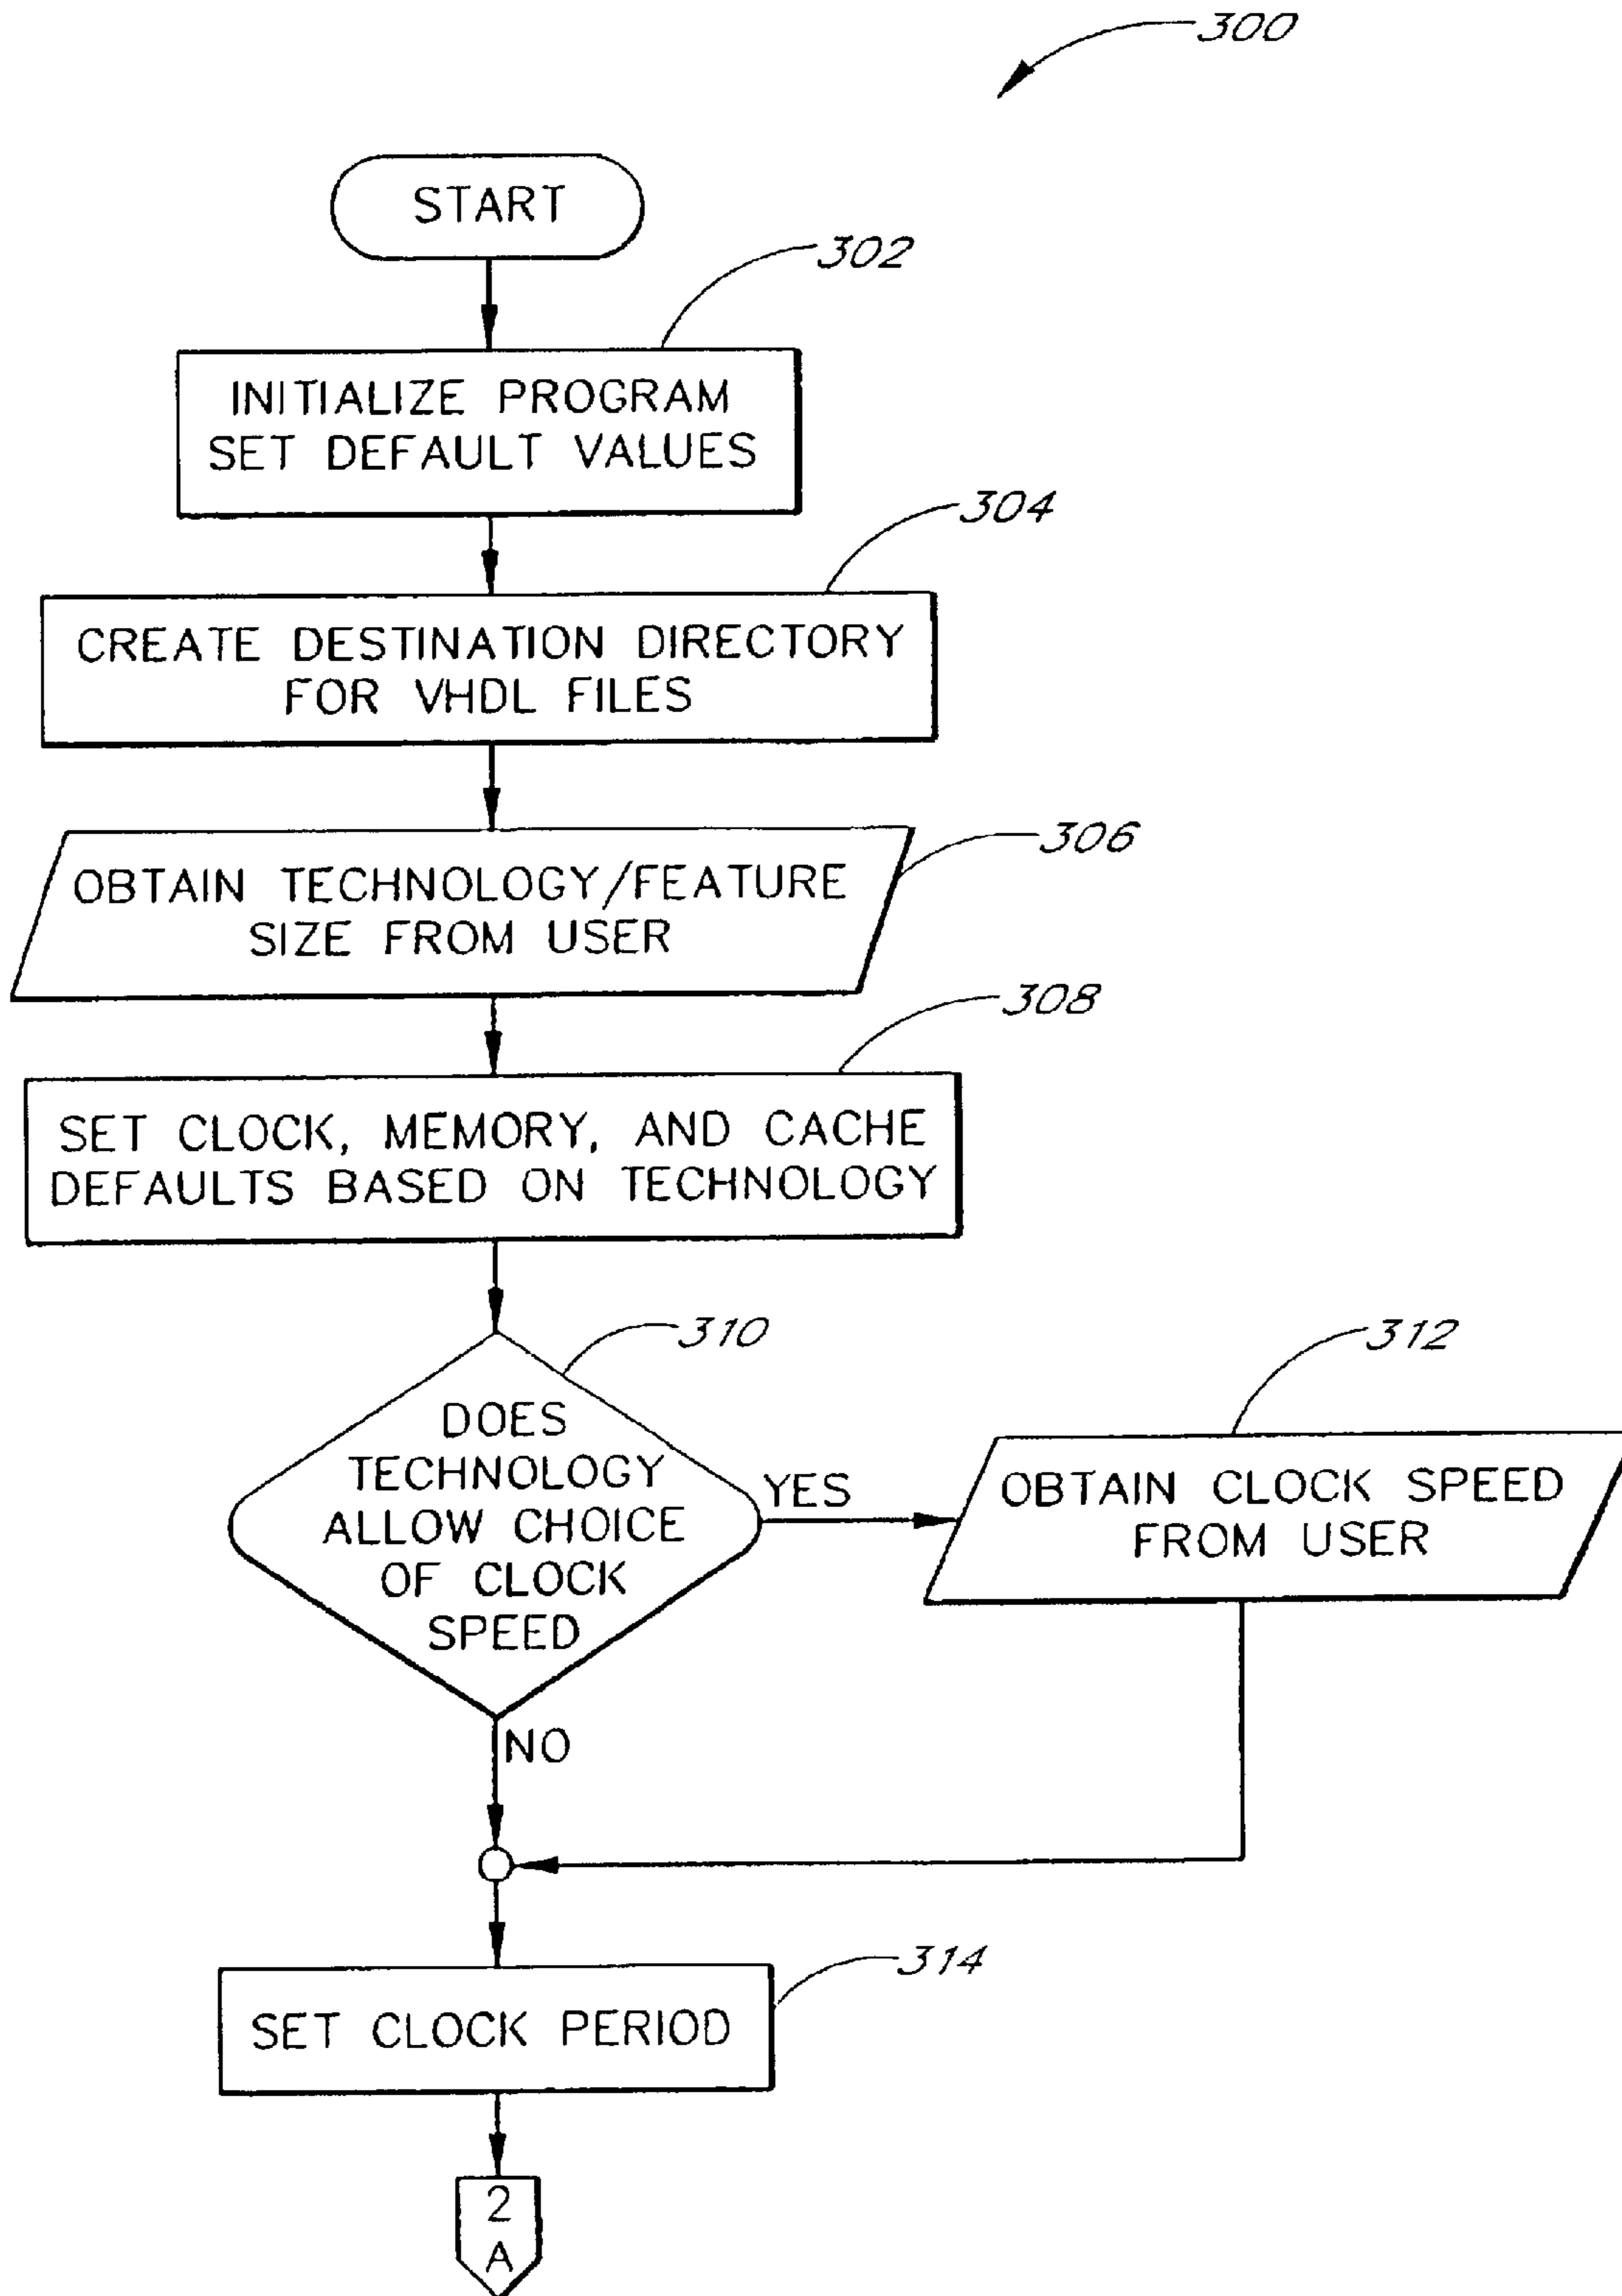 300
START
302
INITIALIZE PROGRAM
SET DEFAULT VALUES
304
CREATE DESTINATION DIRECTORY
FOR VHDL FILES
306
OBTAIN TECHNOLOGY/FEATURE
SIZE FROM USER
308
SET CLOCK, MEMORY, AND CACHE
DEFAULTS BASED ON TECHNOLOGY
310
DOES
TECHNOLOGY
ALLOW CHOICE
OF CLOCK
SPEED
YES
312
OBTAIN CLOCK SPEED
FROM USER
NO
314
SET CLOCK PERIOD
2
A